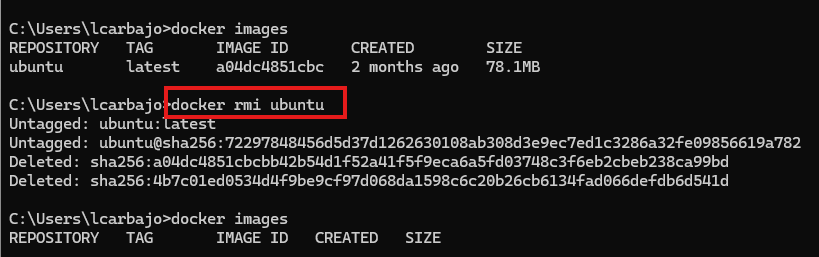 C:\Users\lcarbajo>docker images
REPOSITORY   TAG       IMAGE ID       CREATED        SIZE
ubuntu       latest    a04dc4851cbc   2 months ago   78.1MB
C:\Users\lcarbajo>docker rmi ubuntu
Untagged: ubuntu:latest
Untagged: ubuntu@sha256:72297848456d5d37d1262630108ab308d3e9ec7ed1c3286a32fe09856619a782
Deleted: sha256:a04dc4851cbcbb42b54d1f52a41f5f9eca6a5fd03748c3f6eb2cbeb238ca99bd
Deleted: sha256:4b7c01ed0534d4f9be9cf97d068da1598c6c20b26cb6134fad066defdb6d541d
C:\Users\lcarbajo>docker images
REPOSITORY   TAG       IMAGE ID   CREATED   SIZE